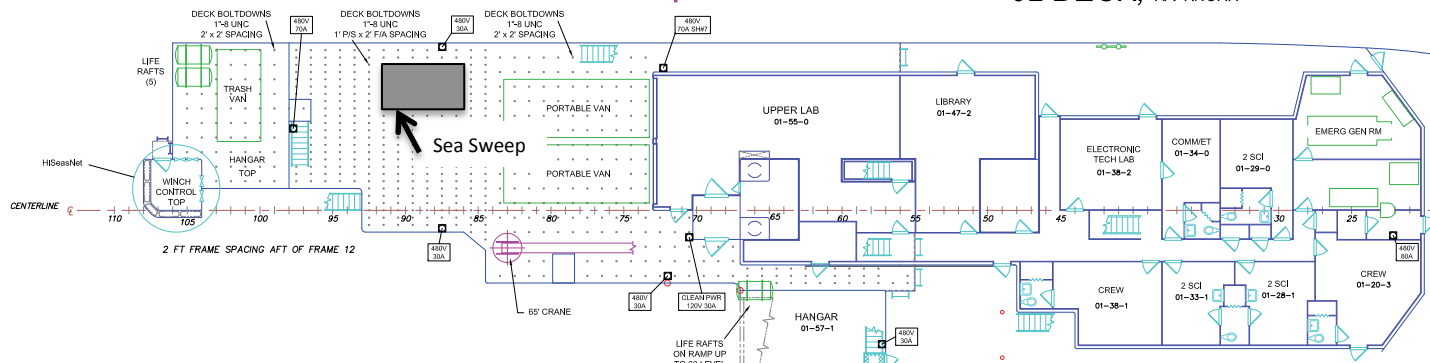 DECK BOLTDOWNS
1"-8 UNC
2' x 2' SPACING
480V
70A
DECK BOLTDOWNS
1"-8 UNC
1' P/S x 2' F/A SPACING
480V
30A
DECK BOLTDOWNS
1"-8 UNC
2' x 2' SPACING
480V
70A SH#7
LIFE
RAFTS
(5)
TRASH
VAN
Sea Sweep
PORTABLE VAN
PORTABLE VAN
UPPER LAB
01-55-0
LIBRARY
01-47-2
ELECTRONIC
TECH LAB
01-38-2
COMM/ET
01-34-0
2 SCI
01-29-0
EMERG GEN RM
HISeasNet
HANGAR
TOP
WINCH
CONTROL
TOP
CENTERLINE
110
105
100
95
90
85
80
75
70
65
60
55
50
45
30
25
2 FT FRAME SPACING AFT OF FRAME 12
480V
30A
65' CRANE
480V
30A
CLEAN PWR
120V 30A
LIFE RAFTS
ON RAMP UP
HANGAR
01-57-1
480V
30A
CREW
01-38-1
2 SCI
01-33-1
2 SCI
01-28-1
CREW
01-20-3
480V
80A